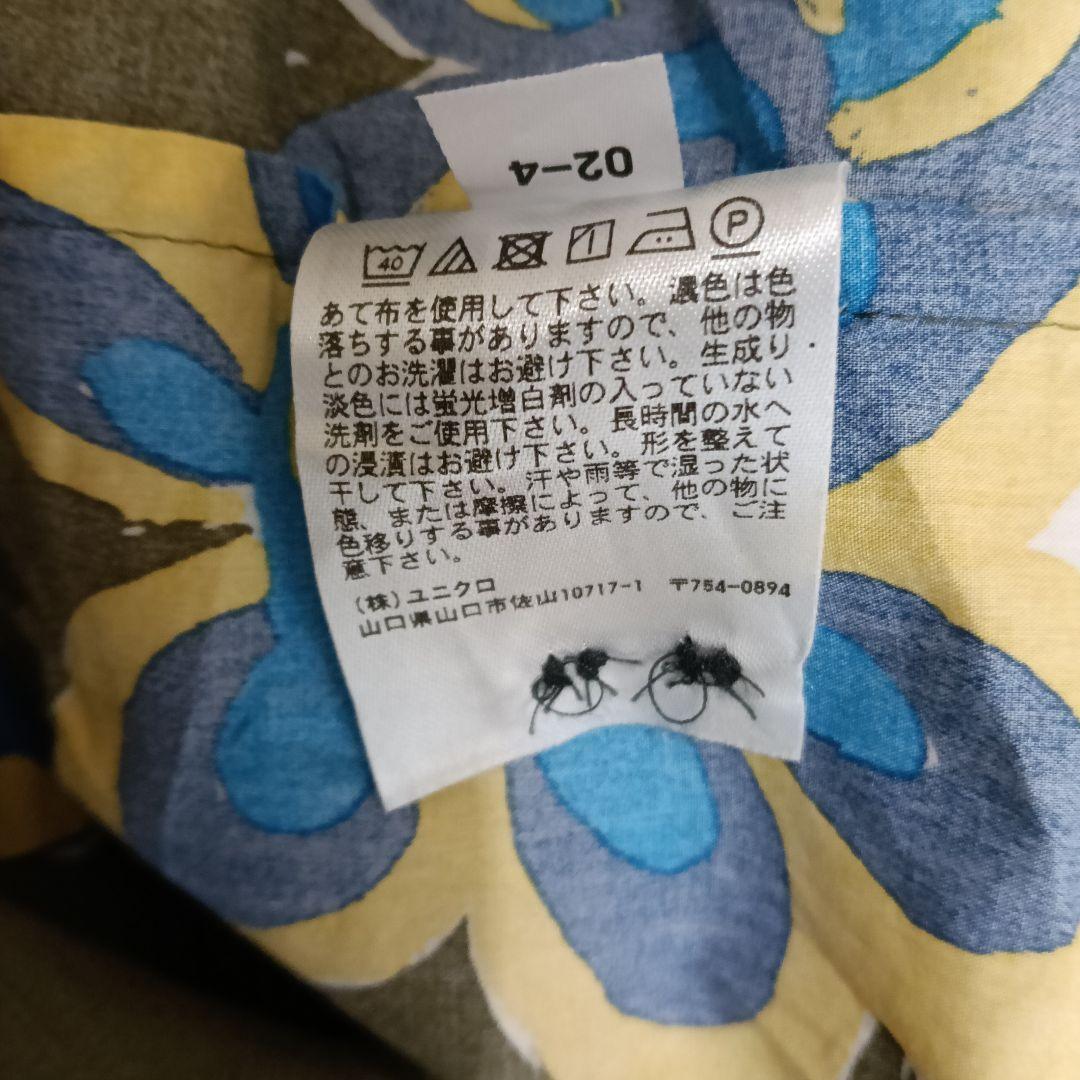 02-4
40 P
あて布を使用して下さい。濃色は色
落ちする事がありますので、他の物
とのお洗濯はお避け下さい。生成り・
淡色には蛍光増白剤の入っていない
洗剤をご使用下さい。長時間の水へ
の浸漬はお避け下さい。形を整えて
干して下さい。汗や雨等で湿った状
態、または摩擦によって、他の物に
色移りする事がありますので、ご注
意下さい。
(株)ユニクロ
山口県山口市佐山10717-1 〒754-0894